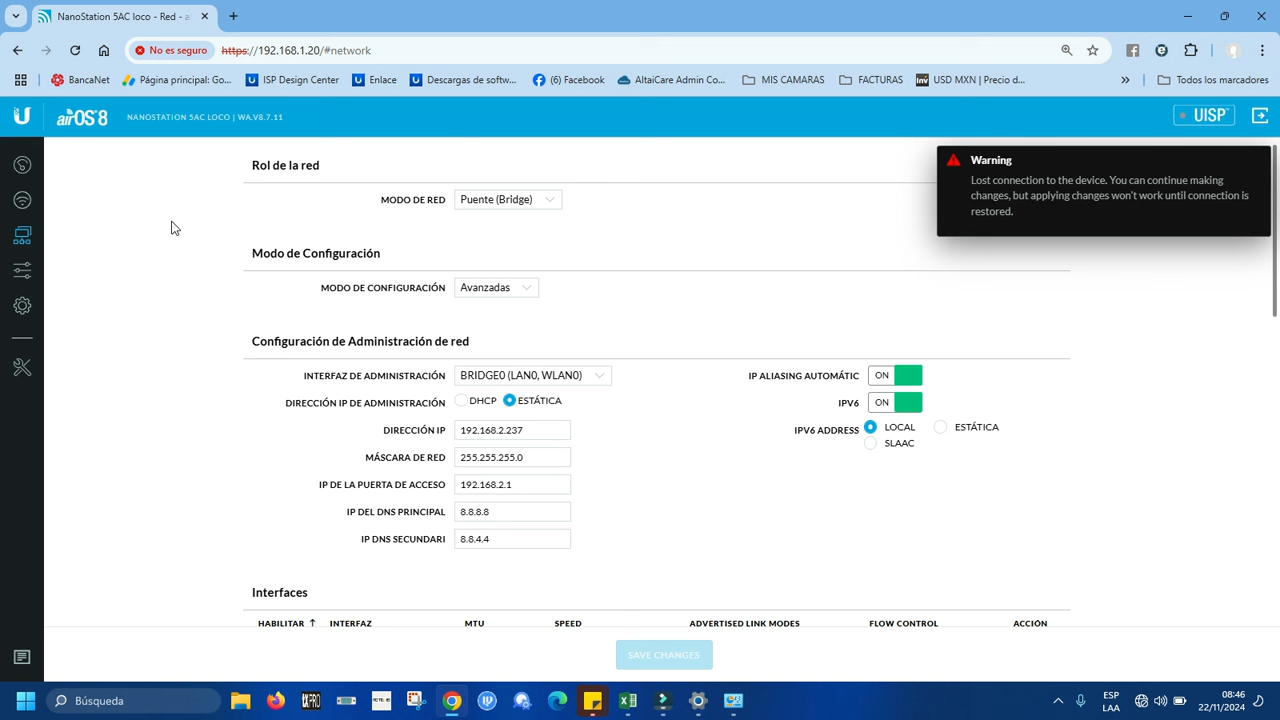 NanoStation 5AC loco - Red - a
No es seguro
https://192.168.1.20/#network
BancaNet
Página principal: Go...
ISP Design Center
Enlace
Descargas de softw...
(6) Facebook
AltaiCare Admin Co...
MIS CAMARAS
FACTURAS
Inv
USD MXN | Precio d...
»
Todos los marcadores
U
airOS 8
NANOSTATION 5AC LOCO | WA.V8.7.11
UISP
Warning
Lost connection to the device. You can continue making
changes, but applying changes won't work until connection is
restored.
Rol de la red
MODO DE RED Puente (Bridge)
Modo de Configuración
MODO DE CONFIGURACIÓN Avanzadas
Configuración de Administración de red
INTERFAZ DE ADMINISTRACIÓN BRIDGE0 (LAN0, WLAN0) IP ALIASING AUTOMÁTIC ON
DIRECCIÓN IP DE ADMINISTRACIÓN DHCP ESTÁTICA IPV6 ON
DIRECCIÓN IP 192.168.2.237 IPV6 ADDRESS LOCAL ESTÁTICA
SLAAC
MÁSCARA DE RED 255.255.255.0
IP DE LA PUERTA DE ACCESO 192.168.2.1
IP DEL DNS PRINCIPAL 8.8.8.8
IP DNS SECUNDARI 8.8.4.4
Interfaces
HABILITAR ↑ INTERFAZ MTU SPEED ADVERTISED LINK MODES FLOW CONTROL ACCIÓN
SAVE CHANGES
Búsqueda
ESP
LAA
08:46
22/11/2024